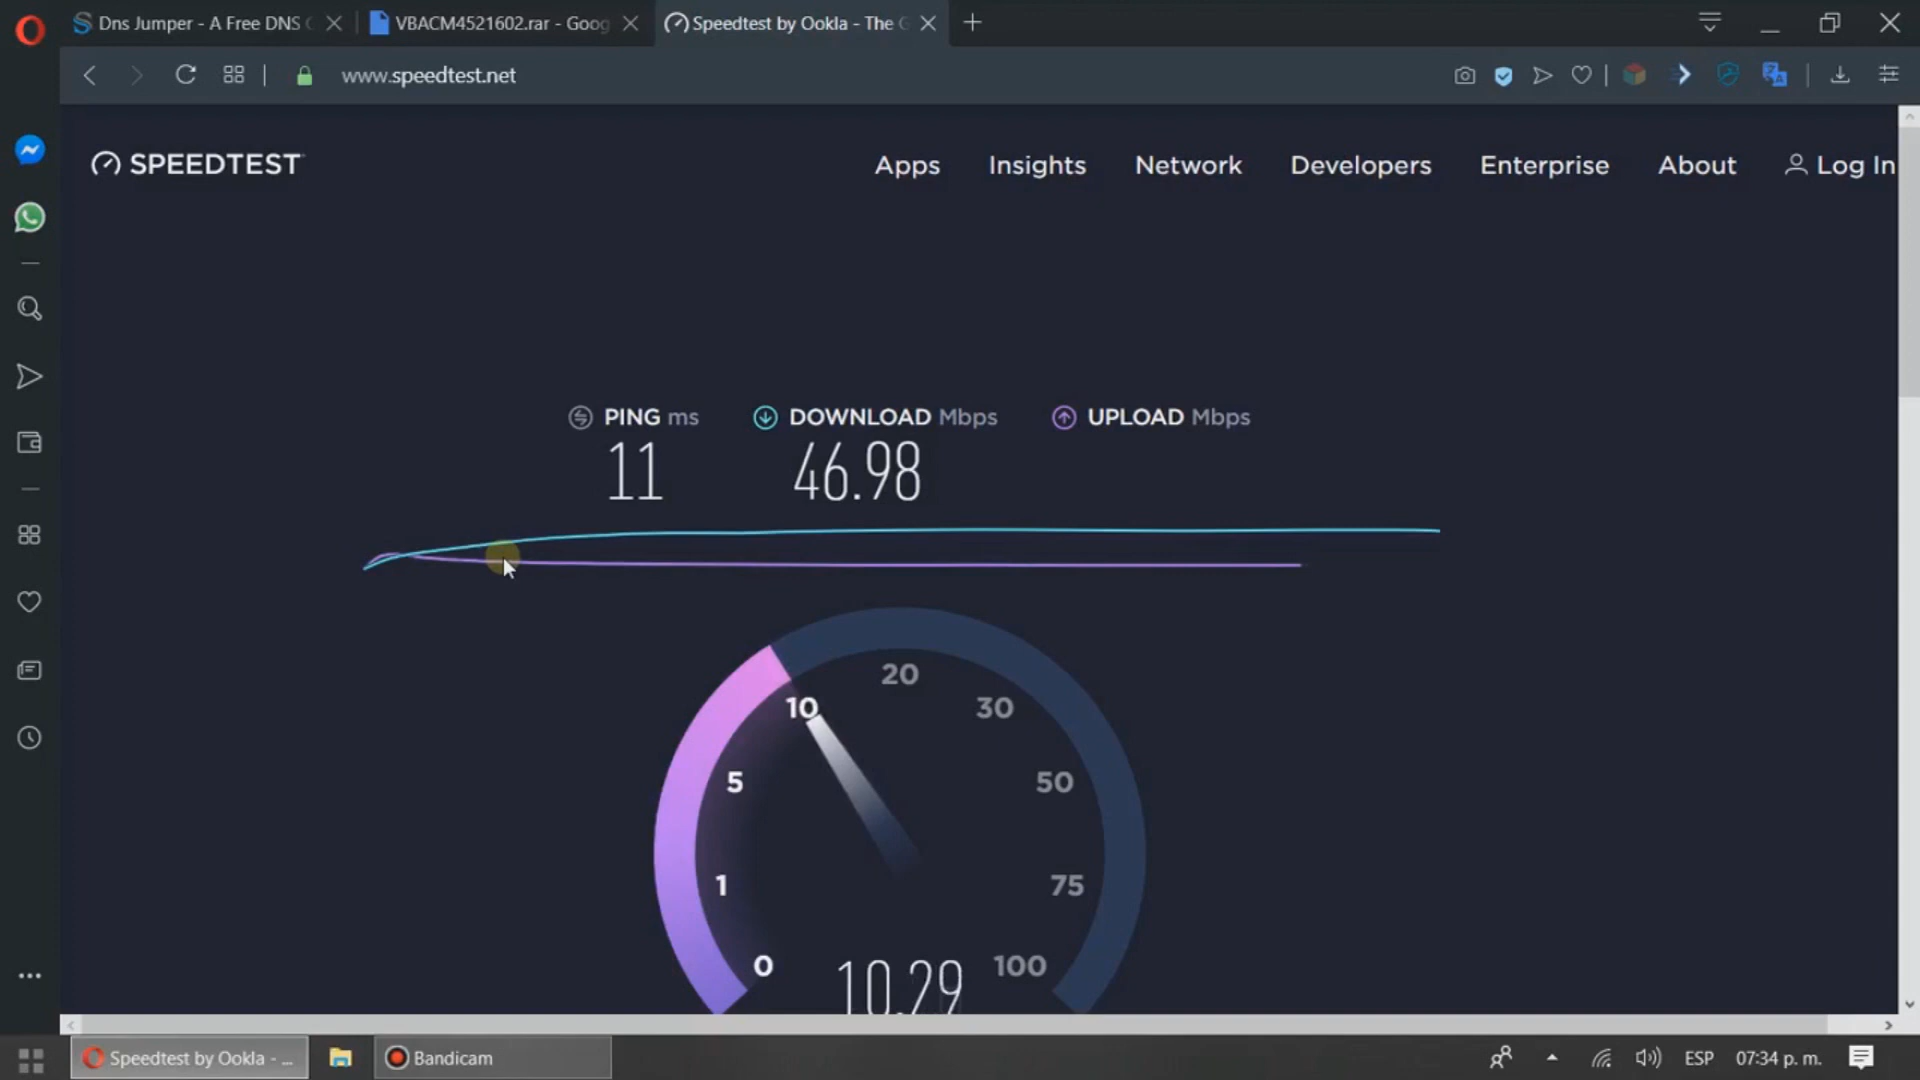 Dns Jumper - A Free DNS
VBACM4521602.rar - Goog
Speedtest by Ookla - The G
www.speedtest.net
SPEEDTEST
Apps
Insights
Network
Developers
Enterprise
About
Log In
PING ms
DOWNLOAD Mbps
UPLOAD Mbps
11
46.98
0
1
5
10
20
30
50
75
100
10.29
Speedtest by Ookla - ...
Bandicam
ESP
07:34 p. m.